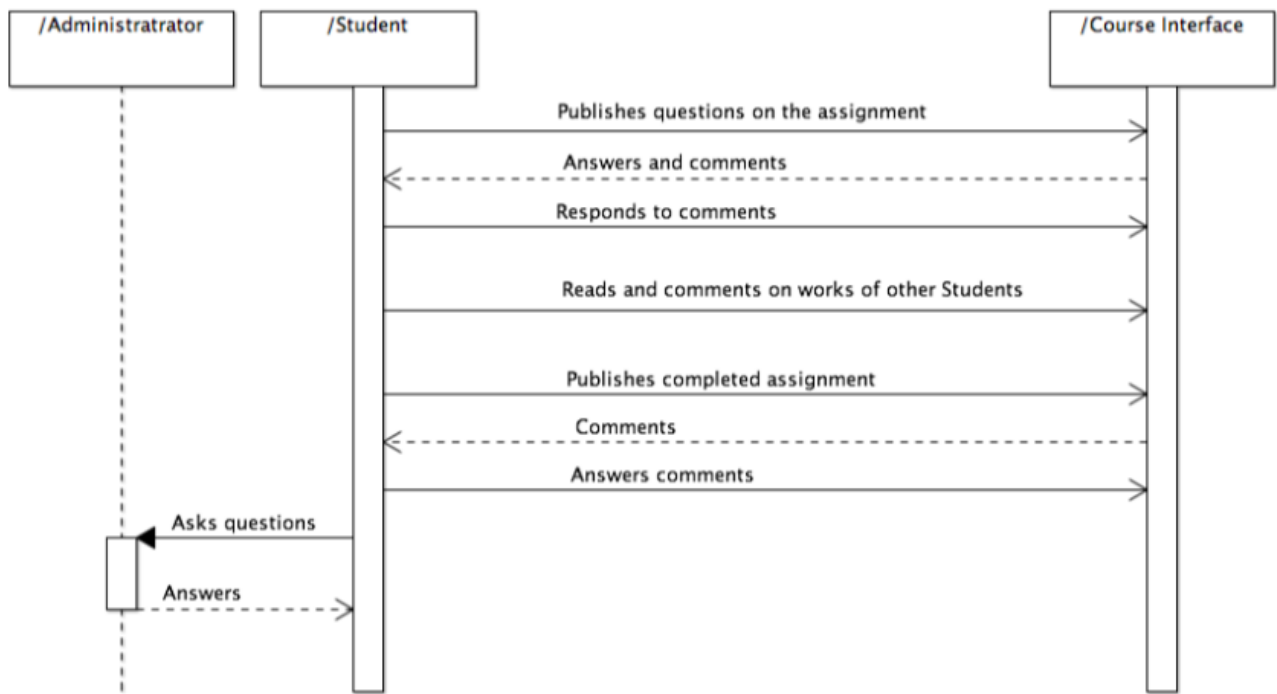 /Administratrator
/Student
/Course Interface
Publishes questions on the assignment
Answers and comments
Responds to comments
Reads and comments on works of other Students
Publishes completed assignment
Comments
Answers comments
Asks questions
Answers